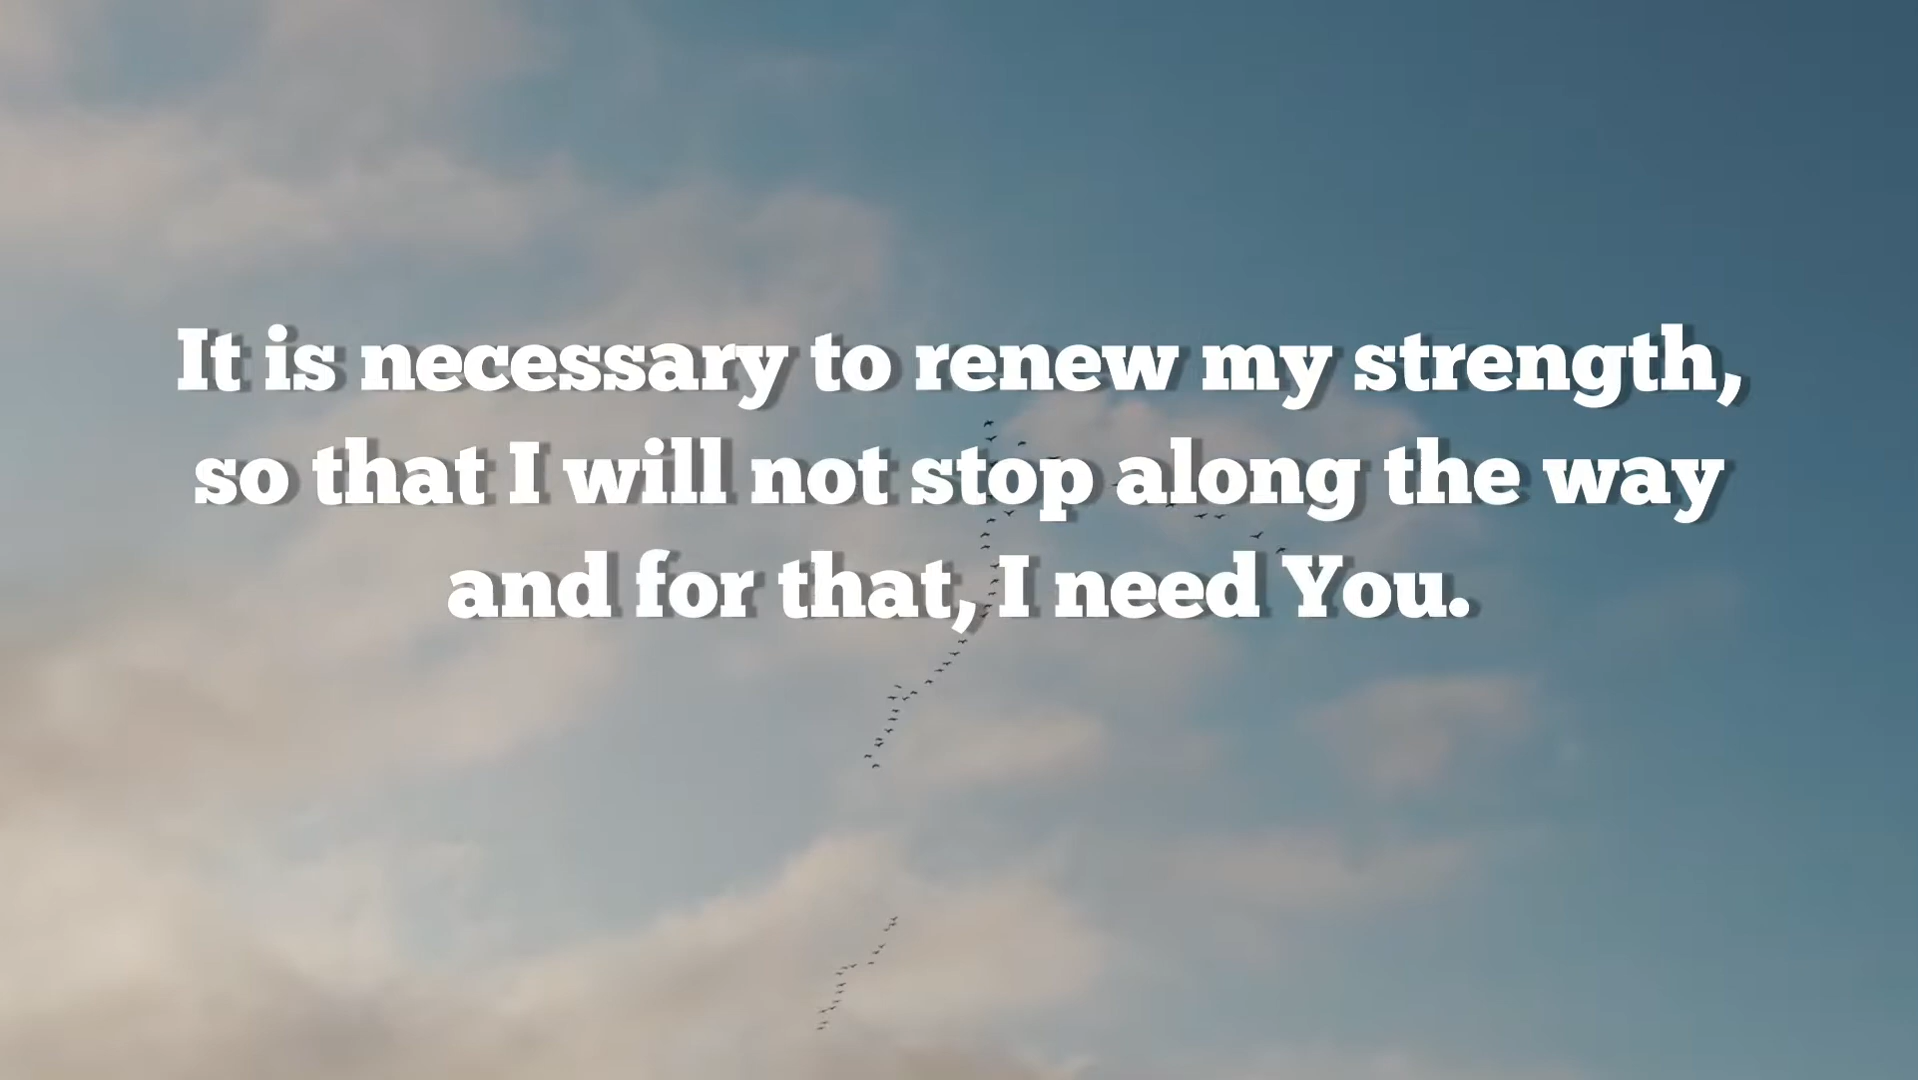 It is necessary to renew my strength,
so that I will not stop along the way
and for that, I need You.